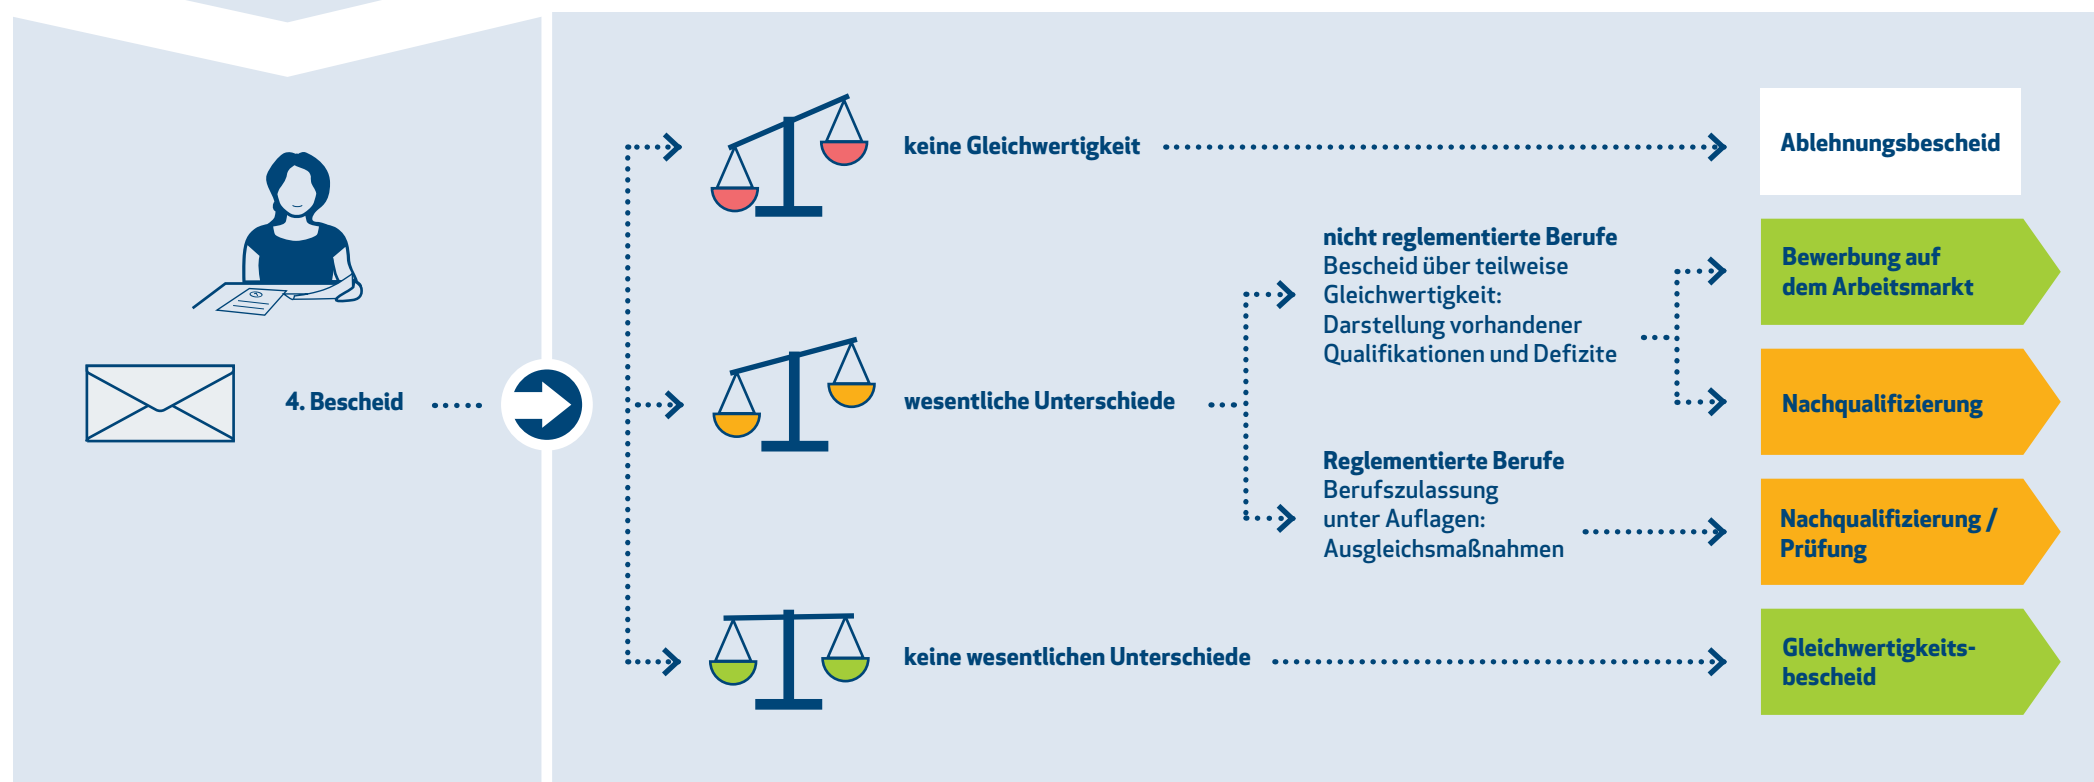 4. Bescheid
keine Gleichwertigkeit
Ablehnungsbescheid
wesentliche Unterschiede
nicht reglementierte Berufe
Bescheid über teilweise
Gleichwertigkeit:
Darstellung vorhandener
Qualifikationen und Defizite
Bewerbung auf
dem Arbeitsmarkt
Nachqualifizierung
Reglementierte Berufe
Berufszulassung
unter Auflagen:
Ausgleichsmaßnahmen
Nachqualifizierung /
Prüfung
keine wesentlichen Unterschiede
Gleichwertigkeits-
bescheid